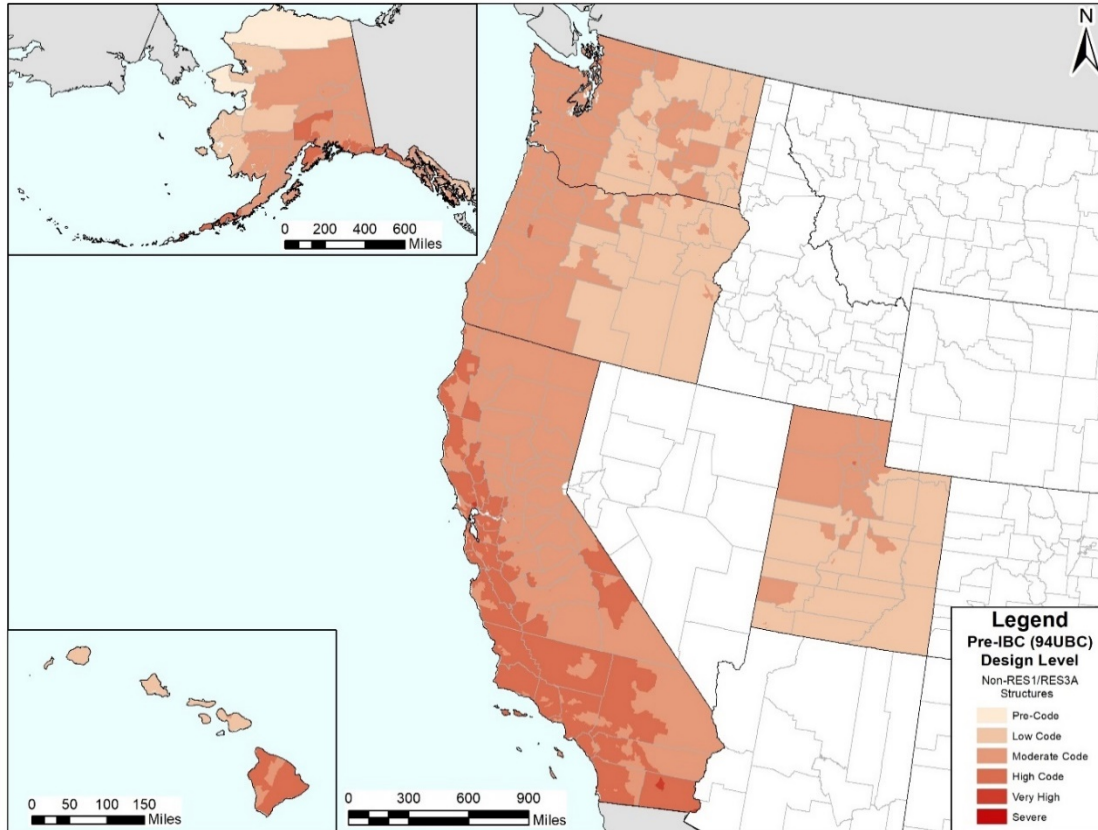 N
0 200 400 600
Miles
0 50 100 150
Miles
0 300 600 900
Miles
Legend
Pre-IBC (94UBC)
Design Level
Non-RES1/RES3A
Structures
Pre-Code
Low Code
Moderate Code
High Code
Very High
Severe